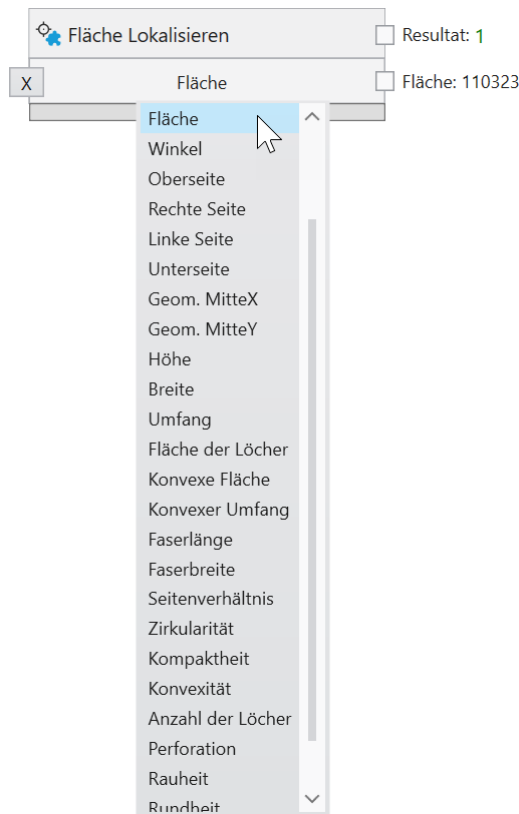 Fläche Lokalisieren
Resultat: 1
X
Fläche
Fläche: 110323
Fläche
Winkel
Oberseite
Rechte Seite
Linke Seite
Unterseite
Geom. MitteX
Geom. MitteY
Höhe
Breite
Umfang
Fläche der Löcher
Konvexe Fläche
Konvexer Umfang
Faserlänge
Faserbreite
Seitenverhältnis
Zirkularität
Kompaktheit
Konvexität
Anzahl der Löcher
Perforation
Rauheit
Rundheit